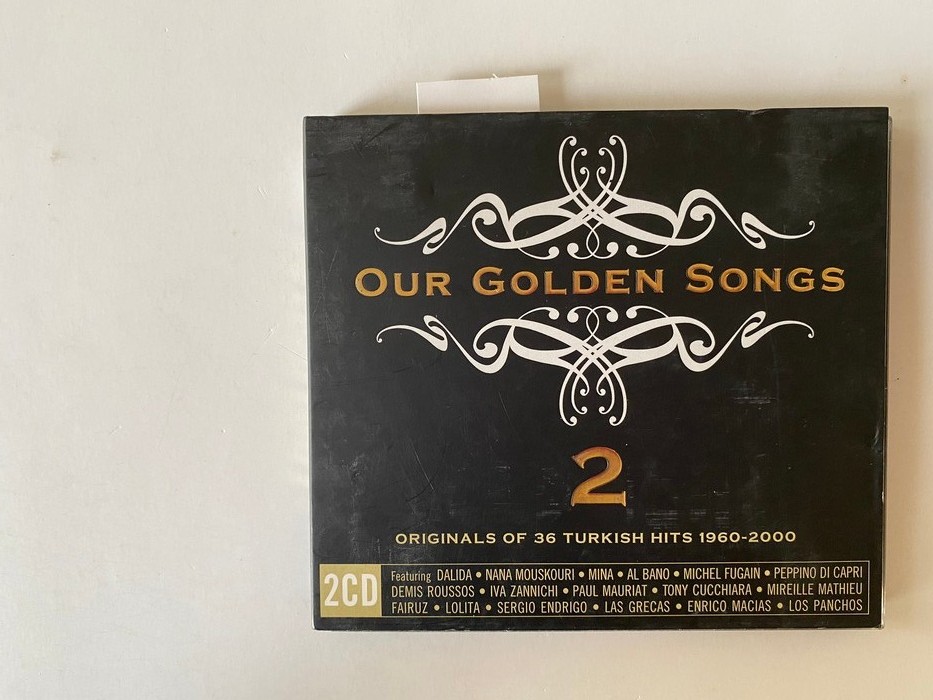 OUR GOLDEN SONGS
2
ORIGINALS OF 36 TURKISH HITS 1960-2000
2CD
Featuring DALIDA • NANA MOUSKOURI • MINA • AL BANO • MICHEL FUGAIN • PEPPINO DI CAPRI
DEMIS ROUSSOS • IVA ZANNICHI • PAUL MAURIAT • TONY CUCCHIARA • MIREILLE MATHIEU
FAIRUZ • LOLITA • SERGIO ENDRIGO • LAS GRECAS • ENRICO MACIAS • LOS PANCHOS